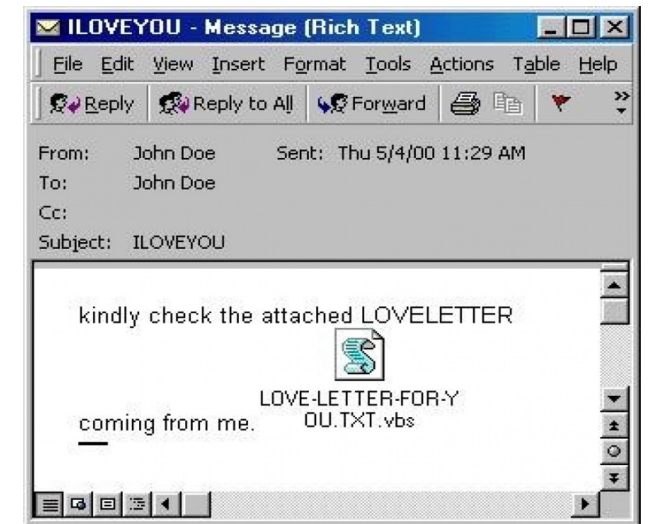 ILOVEYOU - Message (Rich Text)
File Edit View Insert Format Tools Actions Table Help
Reply Reply to All Forward
From: John Doe Sent: Thu 5/4/00 11:29 AM
To: John Doe
Cc:
Subject: ILOVEYOU
kindly check the attached LOVELETTER
LOVE-LETTER-FOR-Y
coming from me. OU.TXT.vbs